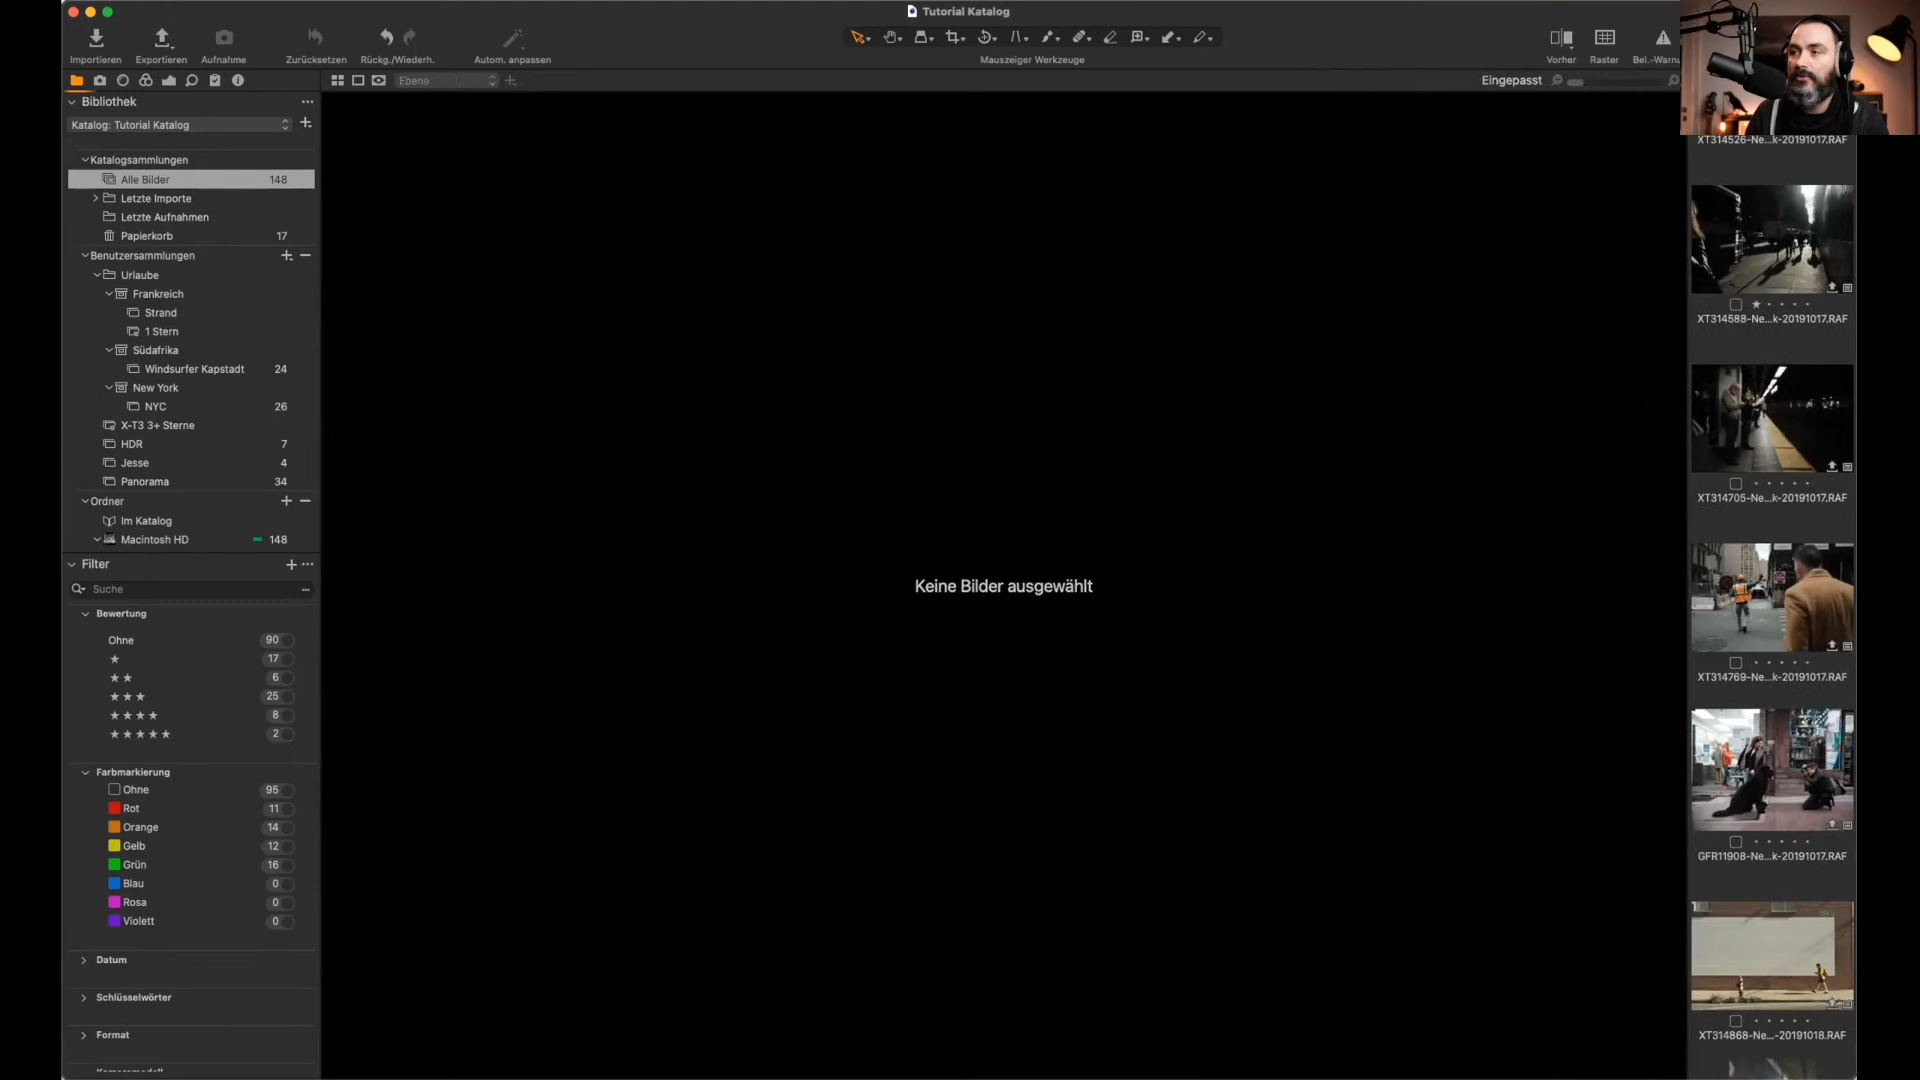 Tutorial Katalog
Importieren
Exportieren
Aufnahme
Zurücksetzen
Rückg./Wiederh.
Autom. anpassen
Mauszeiger Werkzeuge
Vorher
Raster
Bel.-Warnu
Ebene
Eingepasst
Bibliothek
Katalog: Tutorial Katalog
Katalogsammlungen
Alle Bilder 148
Letzte Importe
Letzte Aufnahmen
Papierkorb 17
Benutzersammlungen
Urlaube
Frankreich
Strand
1 Stern
Südafrika
Windsurfer Kapstadt 24
New York
NYC 26
X-T3 3+ Sterne
HDR 7
Jesse 4
Panorama 34
Ordner
Im Katalog
Macintosh HD 148
Filter
Suche
Bewertung
Ohne 90
★ 17
★★ 6
★★★ 25
★★★★ 8
★★★★★ 2
Farbmarkierung
Ohne 95
Rot 11
Orange 14
Gelb 12
Grün 16
Blau 0
Rosa 0
Violett 0
Datum
Schlüsselwörter
Format
Keine Bilder ausgewählt
XT314526-Ne...k-20191017.RAF
XT314588-Ne...k-20191017.RAF
XT314705-Ne...k-20191017.RAF
XT314769-Ne...k-20191017.RAF
GFR11908-Ne...k-20191017.RAF
XT314868-Ne...-20191018.RAF